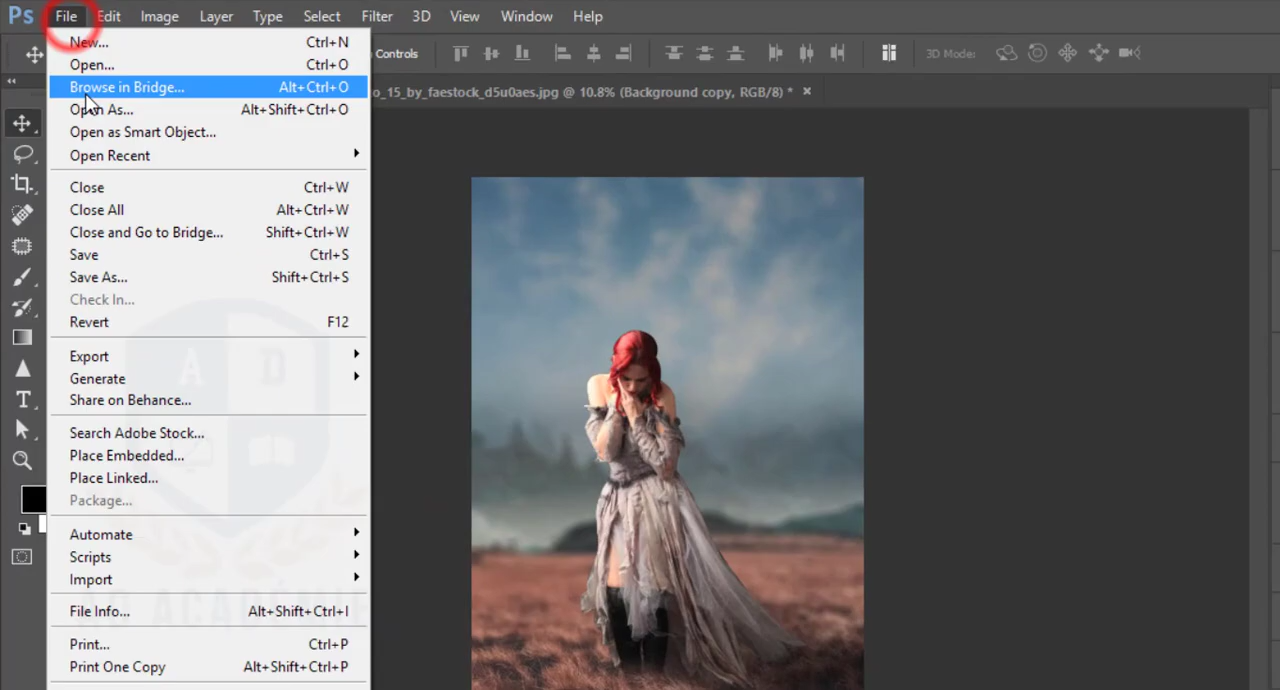 Ps File Edit Image Layer Type Select Filter 3D View Window Help
Controls 3D Mode:
o_15_by_faestock_d5u0aes.jpg @ 10.8% (Background copy, RGB/8) * ×
New... Ctrl+N
Open... Ctrl+O
Browse in Bridge... Alt+Ctrl+O
Open As... Alt+Shift+Ctrl+O
Open as Smart Object...
Open Recent
Close Ctrl+W
Close All Alt+Ctrl+W
Close and Go to Bridge... Shift+Ctrl+W
Save Ctrl+S
Save As... Shift+Ctrl+S
Check In...
Revert F12
Export
Generate
Share on Behance...
Search Adobe Stock...
Place Embedded...
Place Linked...
Package...
Automate
Scripts
Import
File Info... Alt+Shift+Ctrl+I
Print... Ctrl+P
Print One Copy Alt+Shift+Ctrl+P
A D